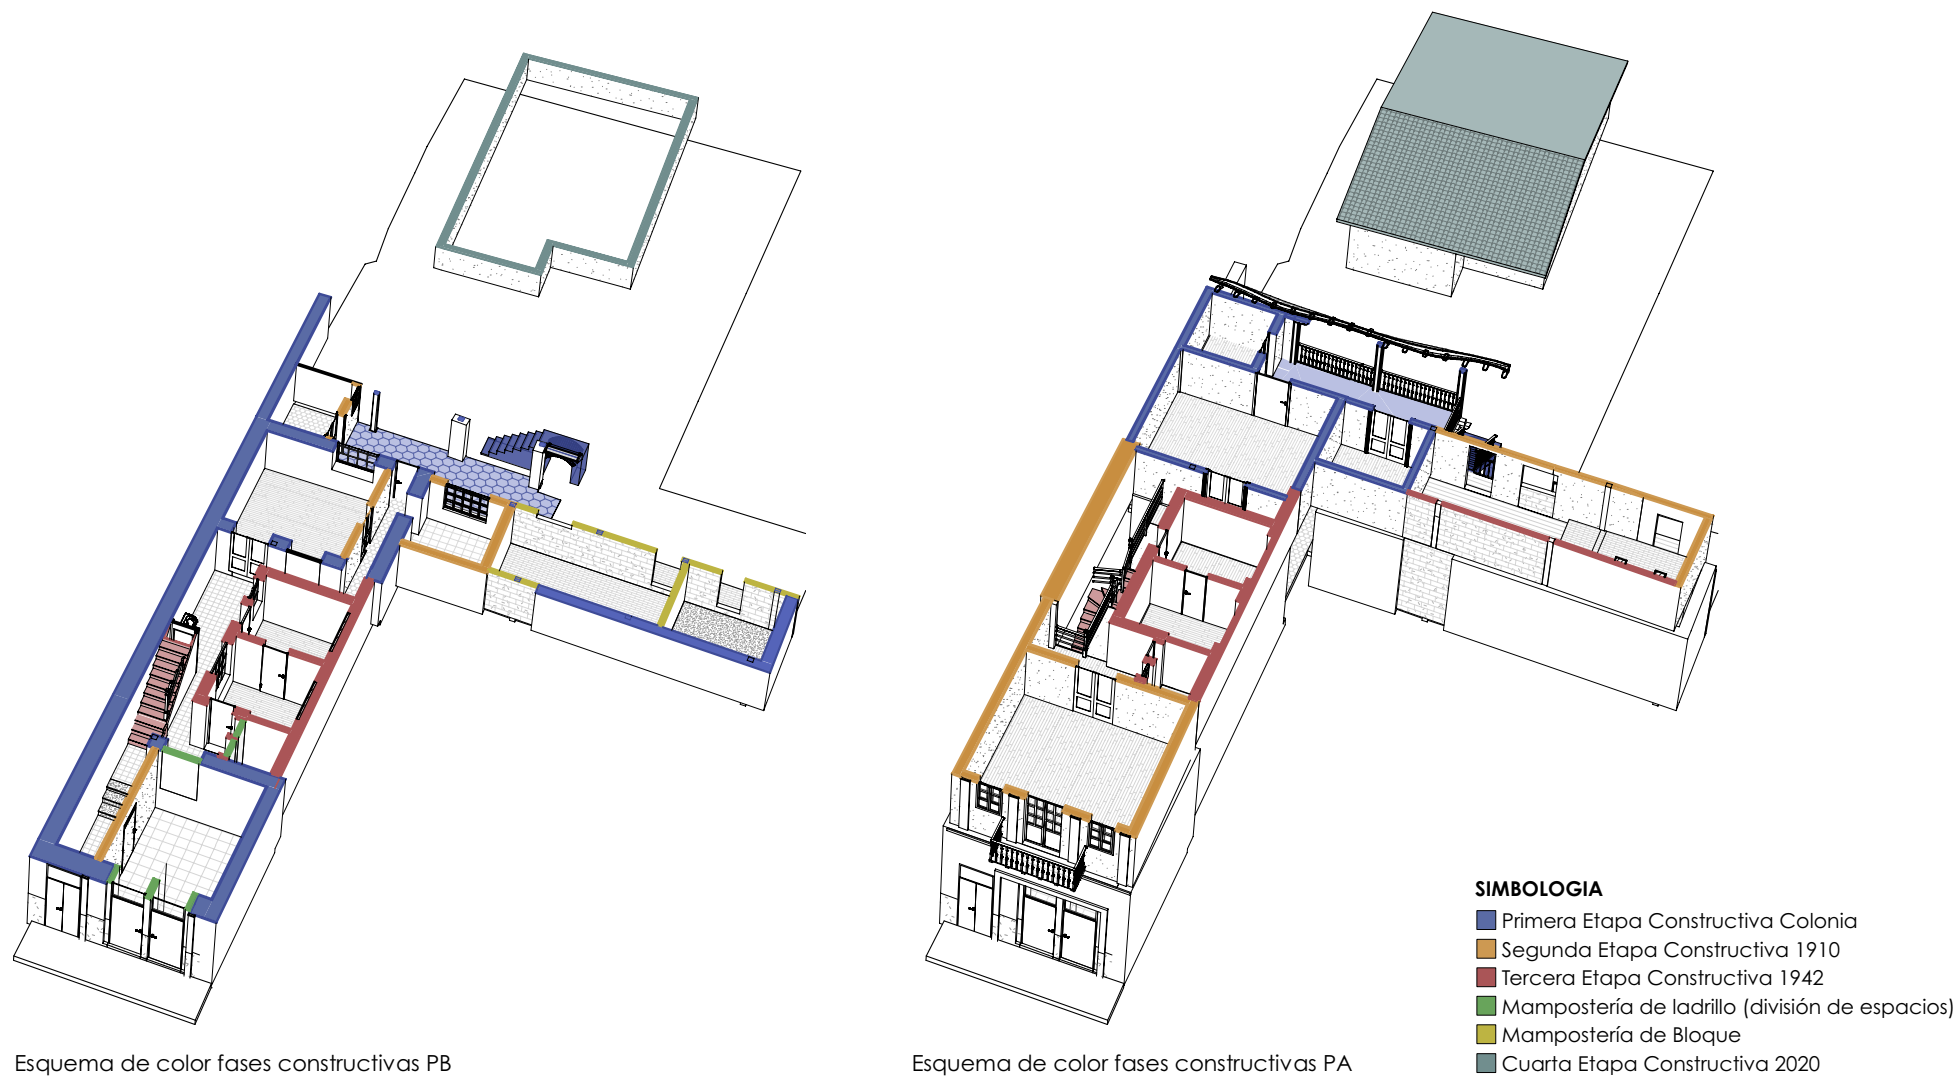 SIMBOLOGIA
Primera Etapa Constructiva Colonia
Segunda Etapa Constructiva 1910
Tercera Etapa Constructiva 1942
Mampostería de ladrillo (división de espacios)
Mampostería de Bloque
Cuarta Etapa Constructiva 2020
Esquema de color fases constructivas PB
Esquema de color fases constructivas PA